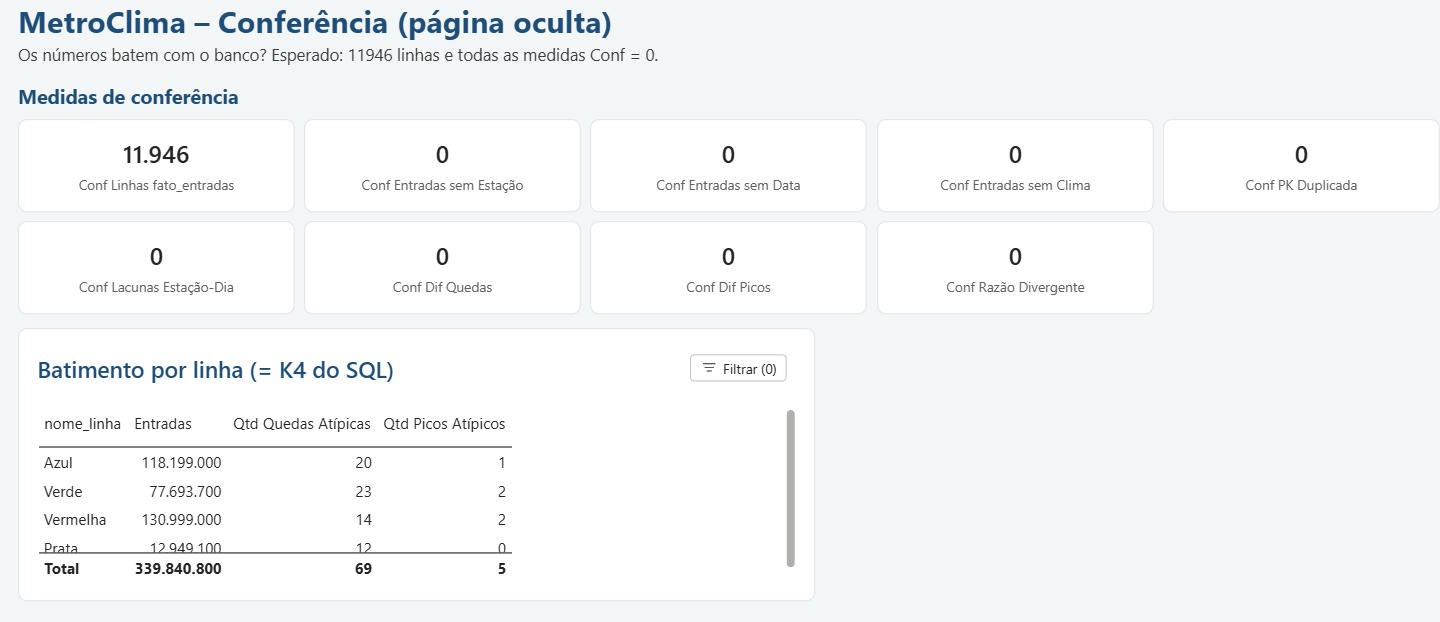 MetroClima – Conferência (página oculta)
Os números batem com o banco? Esperado: 11946 linhas e todas as medidas Conf = 0.
Medidas de conferência
11.946 0 0 0 0
Conf Linhas fato_entradas Conf Entradas sem Estação Conf Entradas sem Data Conf Entradas sem Clima Conf PK Duplicada
0 0 0 0
Conf Lacunas Estação-Dia Conf Dif Quedas Conf Dif Picos Conf Razão Divergente
Batimento por linha (= K4 do SQL) Filtrar (0)
nome_linha Entradas Qtd Quedas Atípicas Qtd Picos Atípicos
Azul 118.199.000 20 1
Verde 77.693.700 23 2
Vermelha 130.999.000 14 2
Prata 12.949.100 12 0
Total 339.840.800 69 5